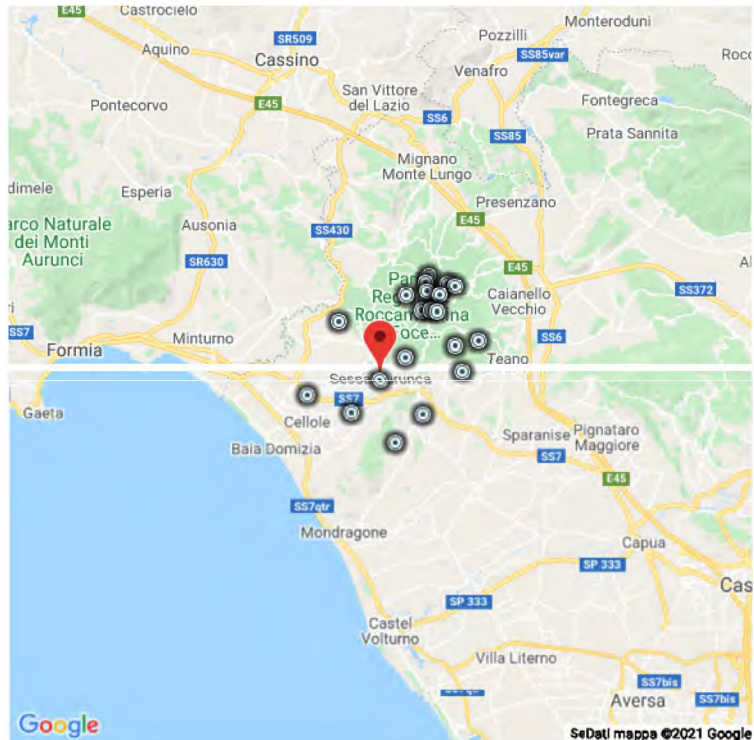 E45
Castrocielo
Monteroduni
Pozzilli
SR509
Aquino
SS85var
Cassino
Venafro
San Vittore
del Lazio
Pontecorvo
E45
SS6
Fontegreca
SS85
Prata Sannita
Mignano
Monte Lungo
Esperia
Presenzano
Ausonia
SS430
E45
arco Naturale
dei Monti
Aurunci
SR630
E45
Caianello
Vecchio
SS372
SS7
Minturno
SS6
Formia
Teano
Gaeta
SS7
Cellole
Baia Domizia
Sparanise
Pignataro
Maggiore
SS7
E45
SS7qtr
Mondragone
Capua
SP 333
SP 333
Castel
Volturno
Villa Literno
SS7bis
Aversa
SS7bis
Google
SeDati mappa ©2021 Google